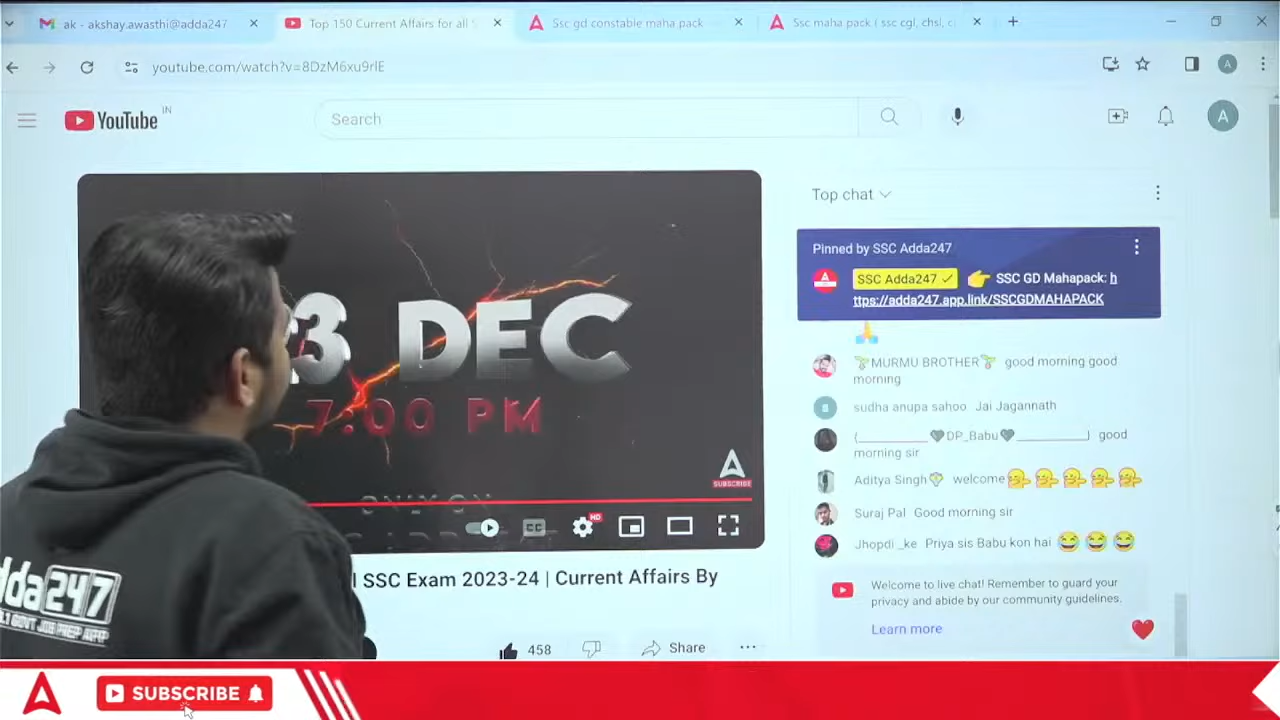 ak - akshay.awasthi@adda247
Top 150 Current Affairs for all
Ssc gd constable maha pack
Ssc maha pack ( ssc cgl, chsl, c
youtube.com/watch?v=8DzM6xu9rlE
A
YouTube IN
Search
A
3 DEC
7:00 PM
SUBSCRIBE
CC
HD
Top chat
Pinned by SSC Adda247
SSC Adda247 ✓ 👉 SSC GD Mahapack: h
ttps://adda247.app.link/SSCGDMAHAPACK
MURMU BROTHER good morning good
morning
s
sudha anupa sahoo Jai Jagannath
(__________🖤DP_Babu🖤__________) good
morning sir
Aditya Singh welcome
Suraj Pal Good morning sir
Jhopdi _ke Priya sis Babu kon hai 😂😂😂
Welcome to live chat! Remember to guard your
privacy and abide by our community guidelines.
Learn more
l SSC Exam 2023-24 | Current Affairs By
458
Share
dda247
SUBSCRIBE